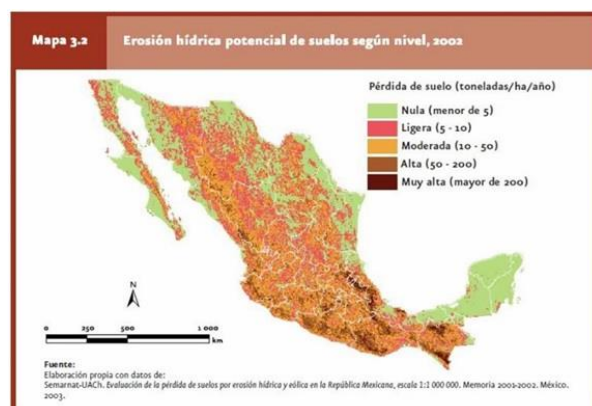 Mapa 3.2
Erosión hídrica potencial de suelos según nivel, 2002
Pérdida de suelo (toneladas/ha/año)
Nula (menor de 5)
Ligera (5 - 10)
Moderada (10 - 50)
Alta (50 - 200)
Muy alta (mayor de 200)
N
0 250 500 1 000
km
Fuente:
Elaboración propia con datos de:
Semarnat-UACh. Evaluación de la pérdida de suelos por erosión hídrica y eólica en la República Mexicana, escala 1:1 000 000. Memoria 2001-2002. México.
2003.